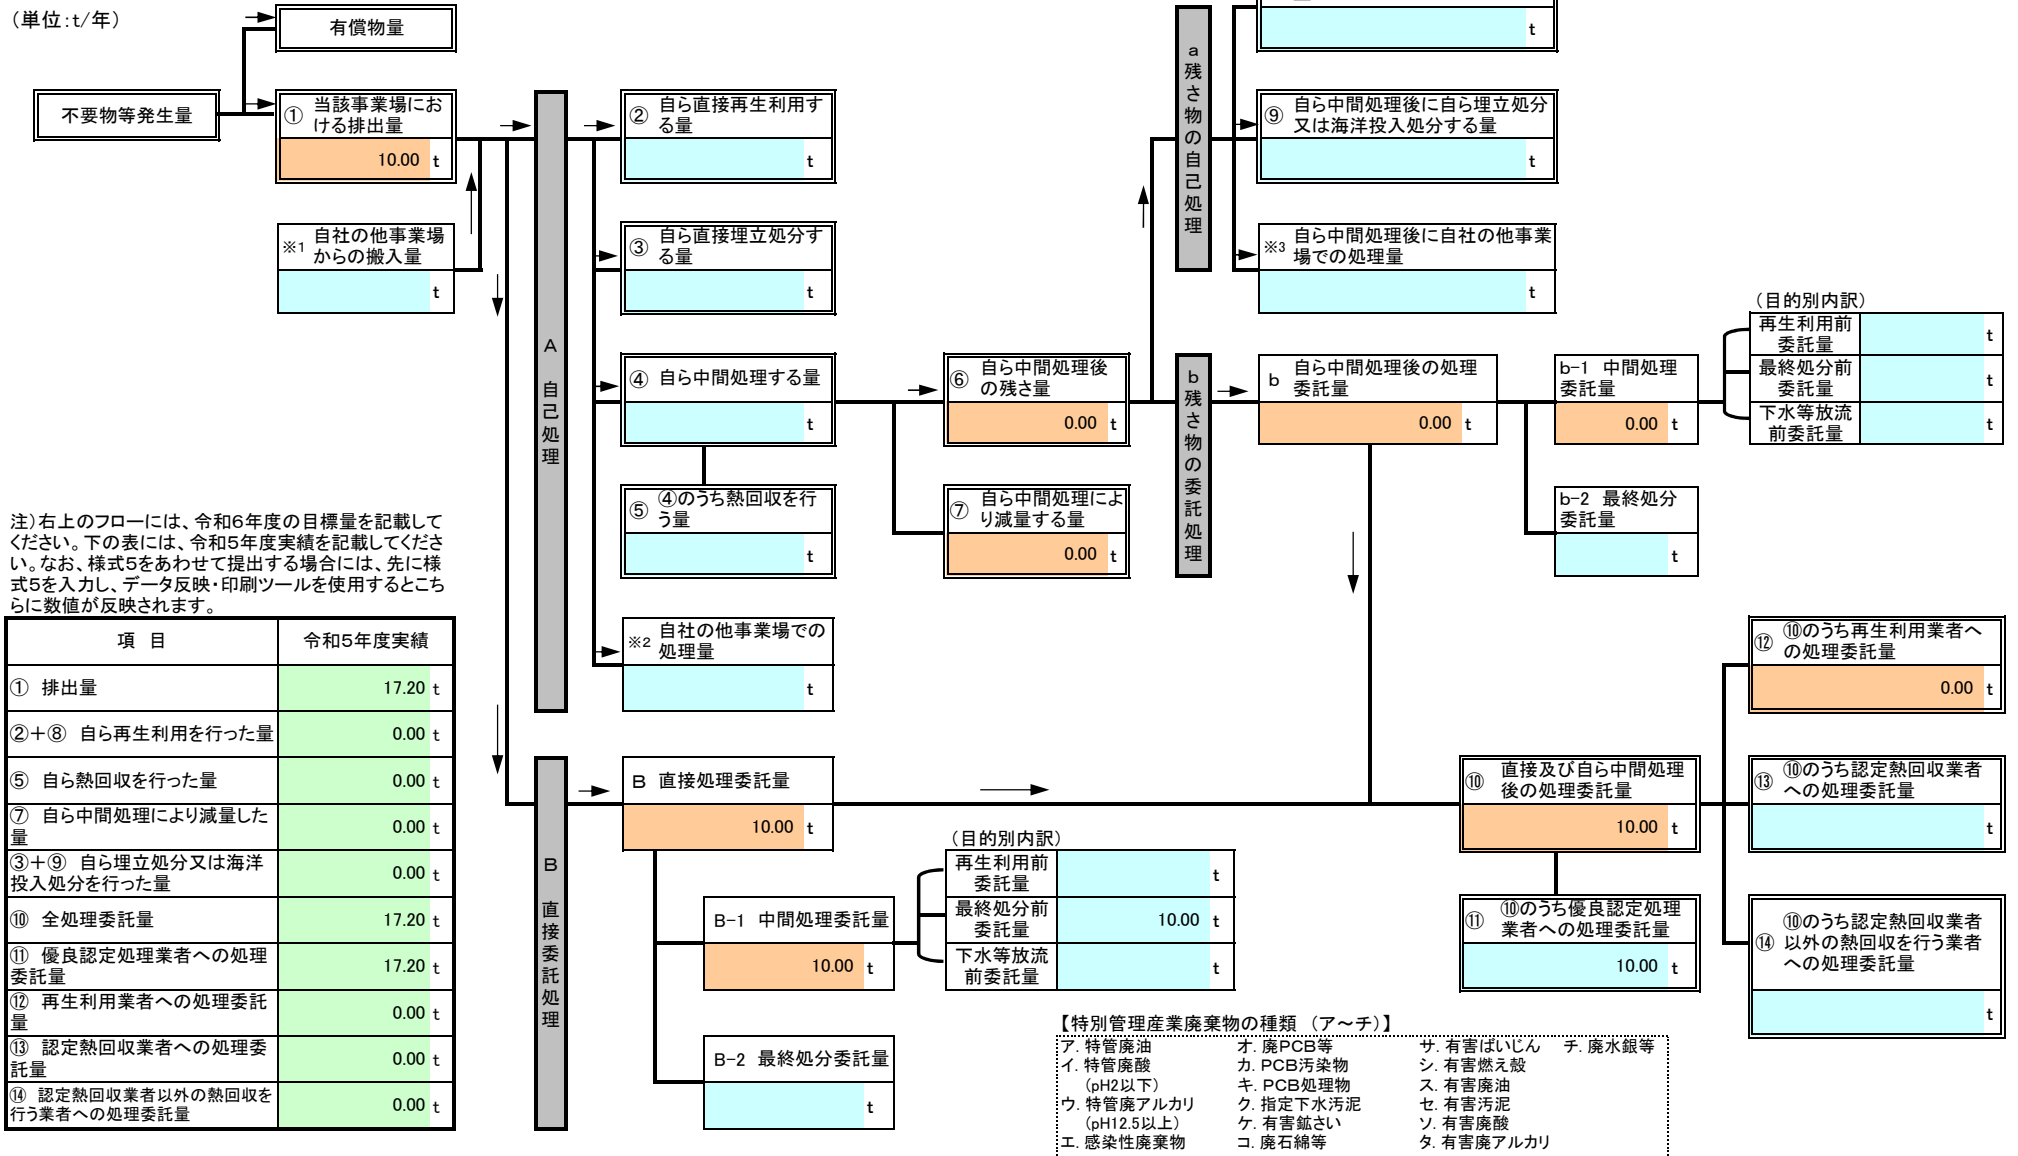 （単位：t/年）
有償物量
不要物等発生量
① 当該事業場にお
ける排出量
10.00 t
※1 自社の他事業場
からの搬入量
t
A 自己処理
② 自ら直接再生利用す
る量
t
③ 自ら直接埋立処分す
る量
t
④ 自ら中間処理する量
t
⑤ ④のうち熱回収を行
う量
t
※2 自社の他事業場での
処理量
t
⑥ 自ら中間処理後
の残さ量
0.00 t
⑦ 自ら中間処理によ
り減量する量
0.00 t
a 残さ物の自己処理
t
⑨ 自ら中間処理後に自ら埋立処分
又は海洋投入処分する量
t
※3 自ら中間処理後に自社の他事業
場での処理量
t
b 残さ物の委託処理
b 自ら中間処理後の処理
委託量
0.00 t
b-1 中間処理
委託量
0.00 t
（目的別内訳）
再生利用前
委託量
t
最終処分前
委託量
t
下水等放流
前委託量
t
b-2 最終処分
委託量
t
注）右上のフローには、令和6年度の目標量を記載して
ください。下の表には、令和5年度実績を記載してくださ
い。なお、様式5をあわせて提出する場合には、先に様
式5を入力し、データ反映・印刷ツールを使用するとこち
らに数値が反映されます。
項 目 令和5年度実績
① 排出量 17.20 t
②＋⑧ 自ら再生利用を行った量 0.00 t
⑤ 自ら熱回収を行った量 0.00 t
⑦ 自ら中間処理により減量した
量 0.00 t
③＋⑨ 自ら埋立処分又は海洋
投入処分を行った量 0.00 t
⑩ 全処理委託量 17.20 t
⑪ 優良認定処理業者への処理
委託量 17.20 t
⑫ 再生利用業者への処理委託
量 0.00 t
⑬ 認定熱回収業者への処理委
託量 0.00 t
⑭ 認定熱回収業者以外の熱回収を
行う業者への処理委託量 0.00 t
B 直接委託処理
B 直接処理委託量
10.00 t
B-1 中間処理委託量
10.00 t
（目的別内訳）
再生利用前
委託量
t
最終処分前
委託量
10.00 t
下水等放流
前委託量
t
B-2 最終処分委託量
t
⑩ 直接及び自ら中間処理
後の処理委託量
10.00 t
⑪ ⑩のうち優良認定処理
業者への処理委託量
10.00 t
⑫ ⑩のうち再生利用業者へ
の処理委託量
0.00 t
⑬ ⑩のうち認定熱回収業者
への処理委託量
t
⑭ ⑩のうち認定熱回収業者
以外の熱回収を行う業者
への処理委託量
t
【特別管理産業廃棄物の種類 （ア～チ）】
ア. 特管廃油 オ. 廃PCB等 サ. 有害ばいじん チ. 廃水銀等
イ. 特管廃酸 カ. PCB汚染物 シ. 有害燃え殻
（pH2以下） キ. PCB処理物 ス. 有害廃油
ウ. 特管廃アルカリ ク. 指定下水汚泥 セ. 有害汚泥
（pH12.5以上） ケ. 有害鉱さい ソ. 有害廃酸
エ. 感染性廃棄物 コ. 廃石綿等 タ. 有害廃アルカリ